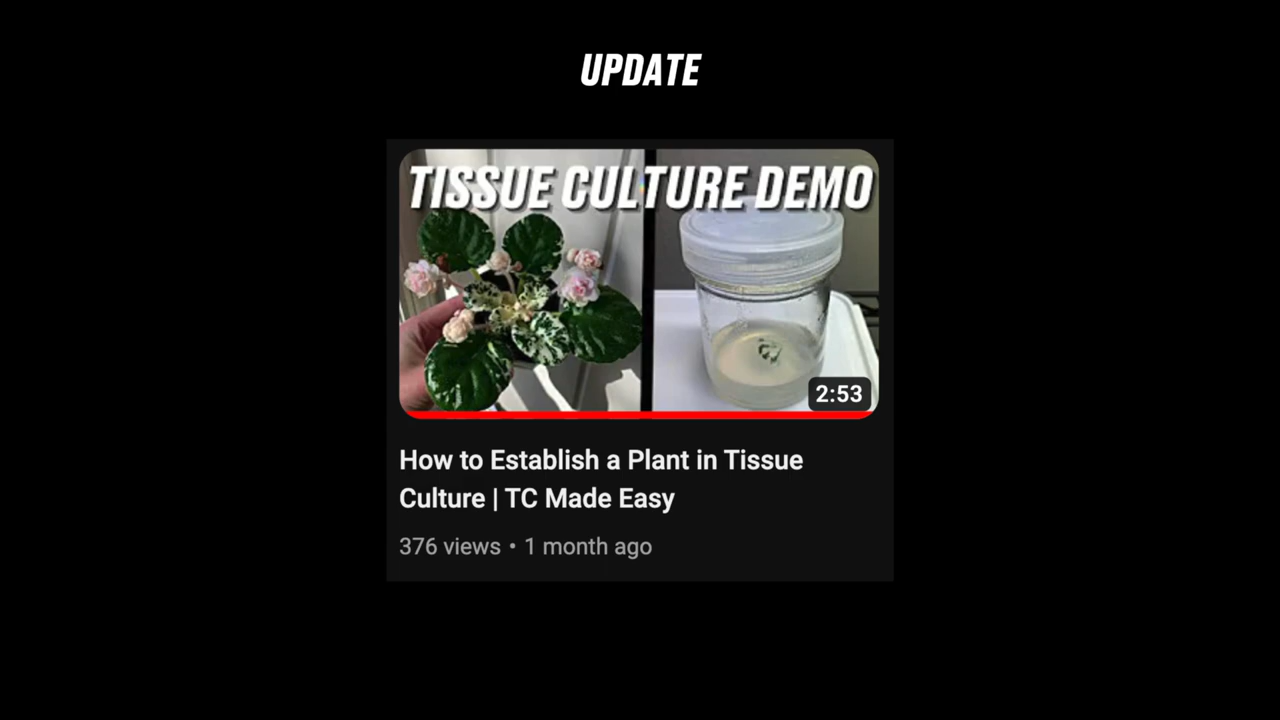 UPDATE
TISSUE CULTURE DEMO
2:53
How to Establish a Plant in Tissue
Culture | TC Made Easy
376 views • 1 month ago